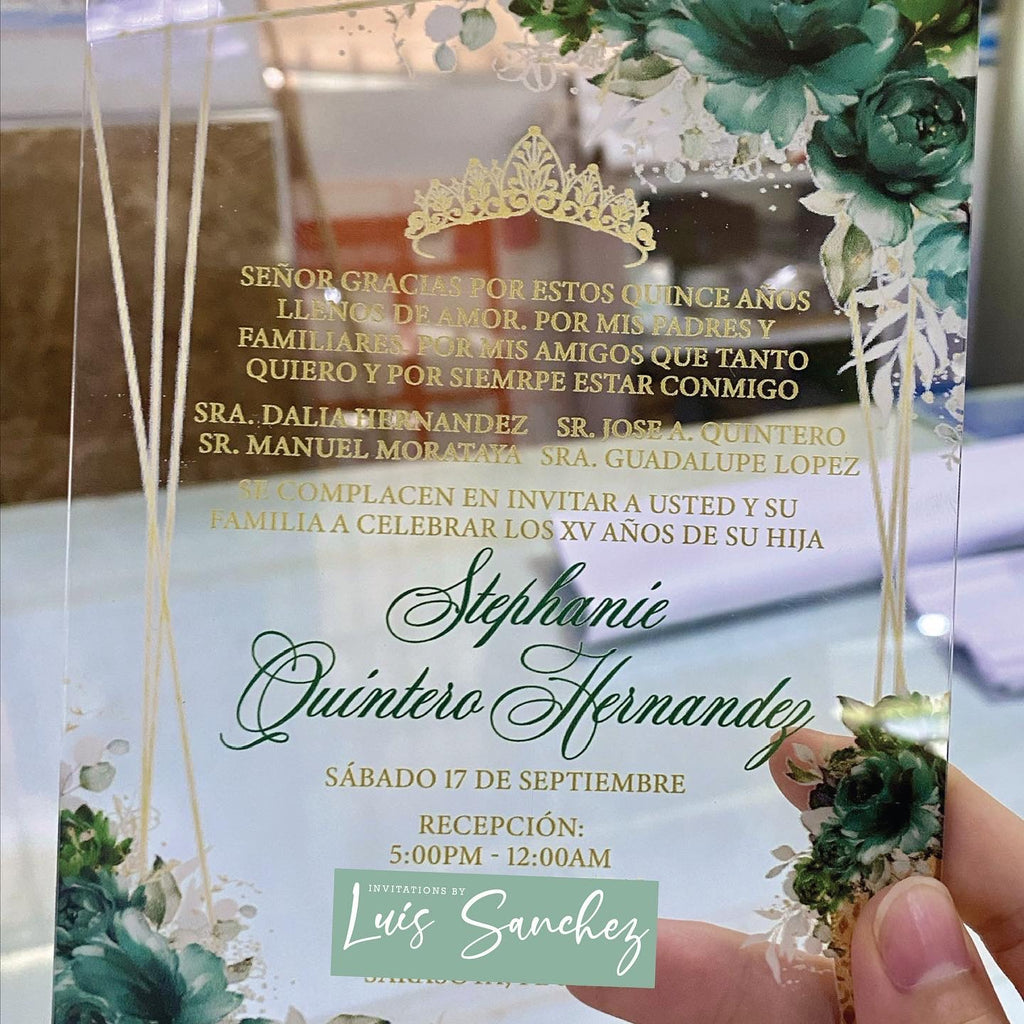 SEÑOR GRACIAS POR ESTOS QUINCE AÑOS
LLENOS DE AMOR. POR MIS PADRES Y
FAMILIARES. POR MIS AMIGOS QUE TANTO
QUIERO Y POR SIEMRPE ESTAR CONMIGO
SRA. DALIA HERNANDEZ SR. JOSE A. QUINTERO
SR. MANUEL MORATAYA SRA. GUADALUPE LOPEZ
SE COMPLACEN EN INVITAR A USTED Y SU
FAMILIA A CELEBRAR LOS XV AÑOS DE SU HIJA
Stephanie
Quintero Hernandez
SÁBADO 17 DE SEPTIEMBRE
RECEPCIÓN:
5:00PM - 12:00AM
INVITATIONS BY
Luis Sanchez